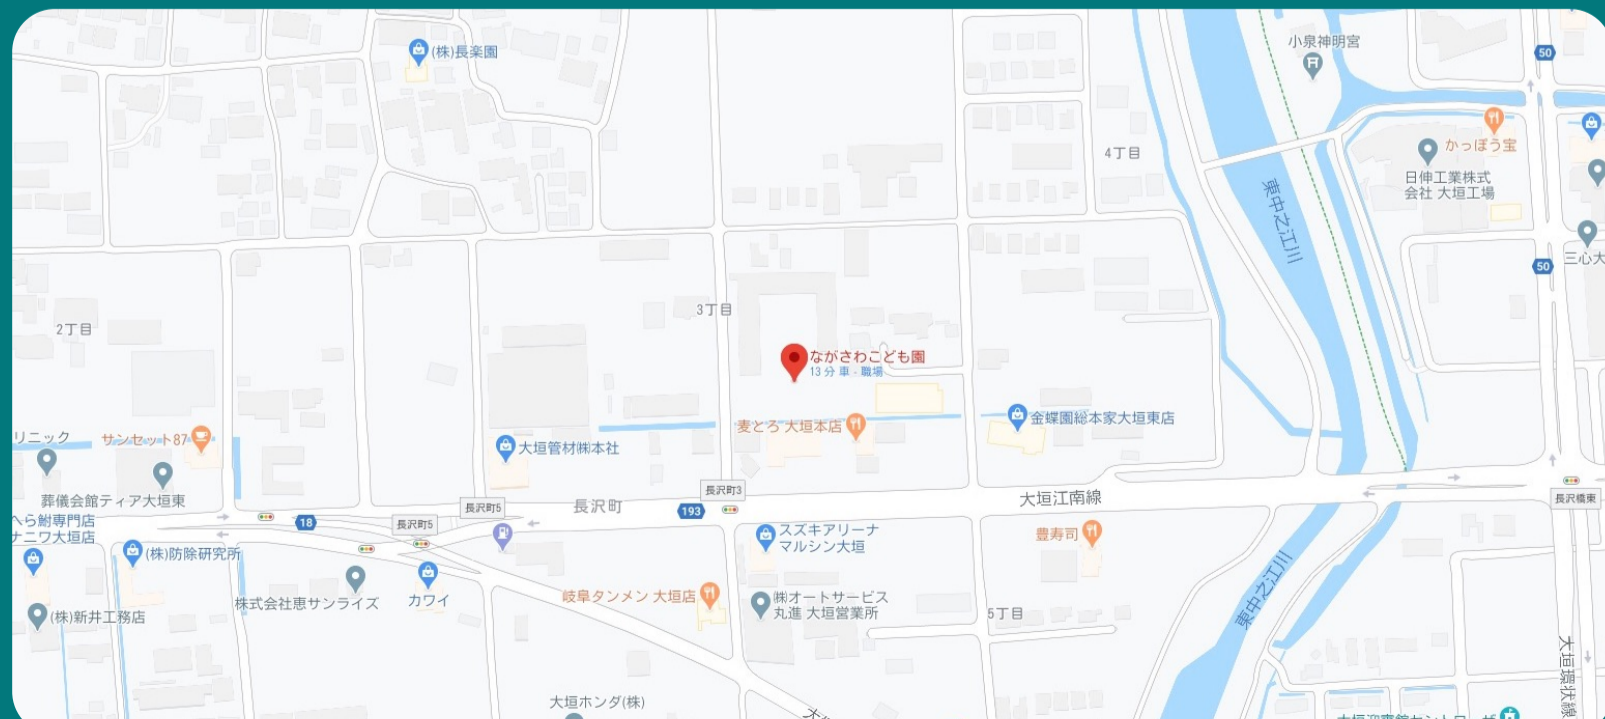 (株)長楽園
小泉神明宮
50
かっぽう宝
4丁目
日伸工業株式
会社 大垣工場
東中之江川
三心大
50
3丁目
2丁目
ながさわこども園
13 分 車 - 職場
麦とろ 大垣本店
金蝶園総本家大垣東店
リニック
サンセット87
大垣管材㈱本社
葬儀会館ティア大垣東
長沢町3
長沢町5
長沢町
193
大垣江南線
長沢橋東
へら鮒専門店
ナニワ大垣店
18
長沢町5
スズキアリーナ
マルシン大垣
豊寿司
(株)防除研究所
株式会社恵サンライズ
カワイ
岐阜タンメン 大垣店
㈱オートサービス
丸進 大垣営業所
(株)新井工務店
5丁目
東中之江川
大垣環状線
大垣ホンダ(株)